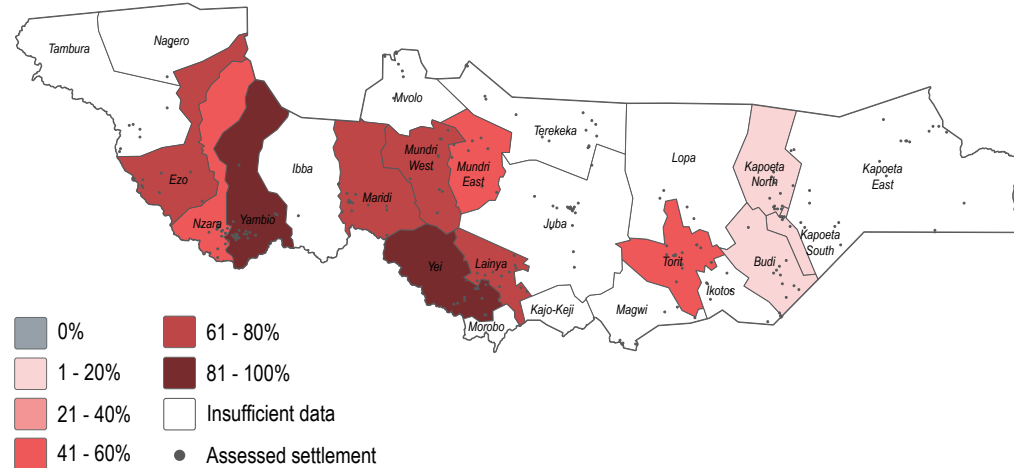 Tambura
Nagero
Mvolo
Terekeka
Ezo
Ibba
Maridi
Mundri
West
Mundri
East
Lopa
Kapoeta
North
Kapoeta
East
Nzara
Yambio
Juba
Yei
Lainya
Torit
Budi
Kapoeta
South
Ikotos
Morobo
Kajo-Keji
Magwi
0%
1 - 20%
21 - 40%
41 - 60%
61 - 80%
81 - 100%
Insufficient data
Assessed settlement